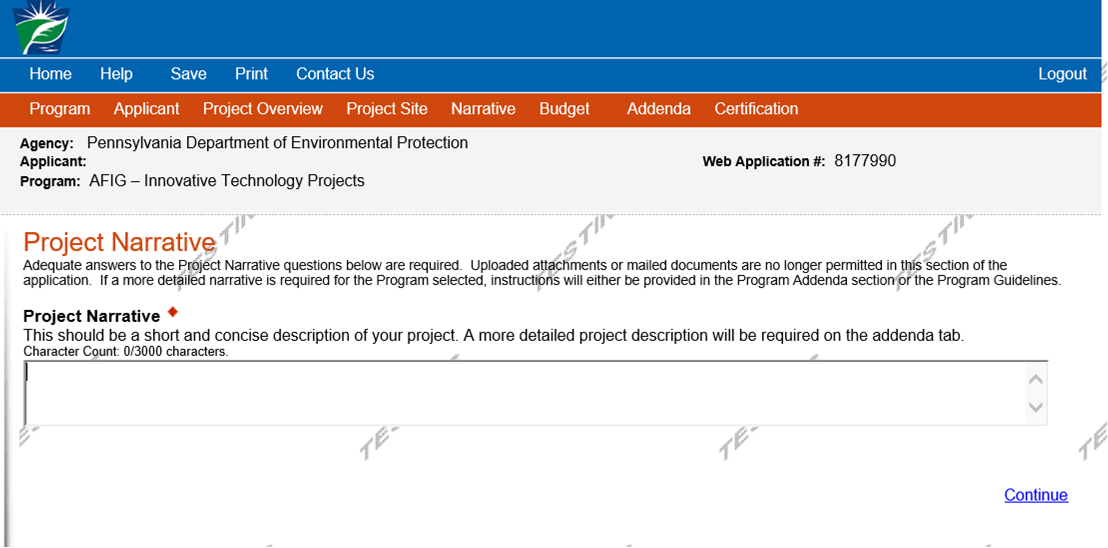 Home Help Save Print Contact Us Logout
Program Applicant Project Overview Project Site Narrative Budget Addenda Certification
Agency: Pennsylvania Department of Environmental Protection
Applicant: Web Application #: 8177990
Program: AFIG – Innovative Technology Projects
Project Narrative
Adequate answers to the Project Narrative questions below are required. Uploaded attachments or mailed documents are no longer permitted in this section of the
application. If a more detailed narrative is required for the Program selected, instructions will either be provided in the Program Addenda section or the Program Guidelines.
Project Narrative
This should be a short and concise description of your project. A more detailed project description will be required on the addenda tab.
Character Count: 0/3000 characters.
Continue